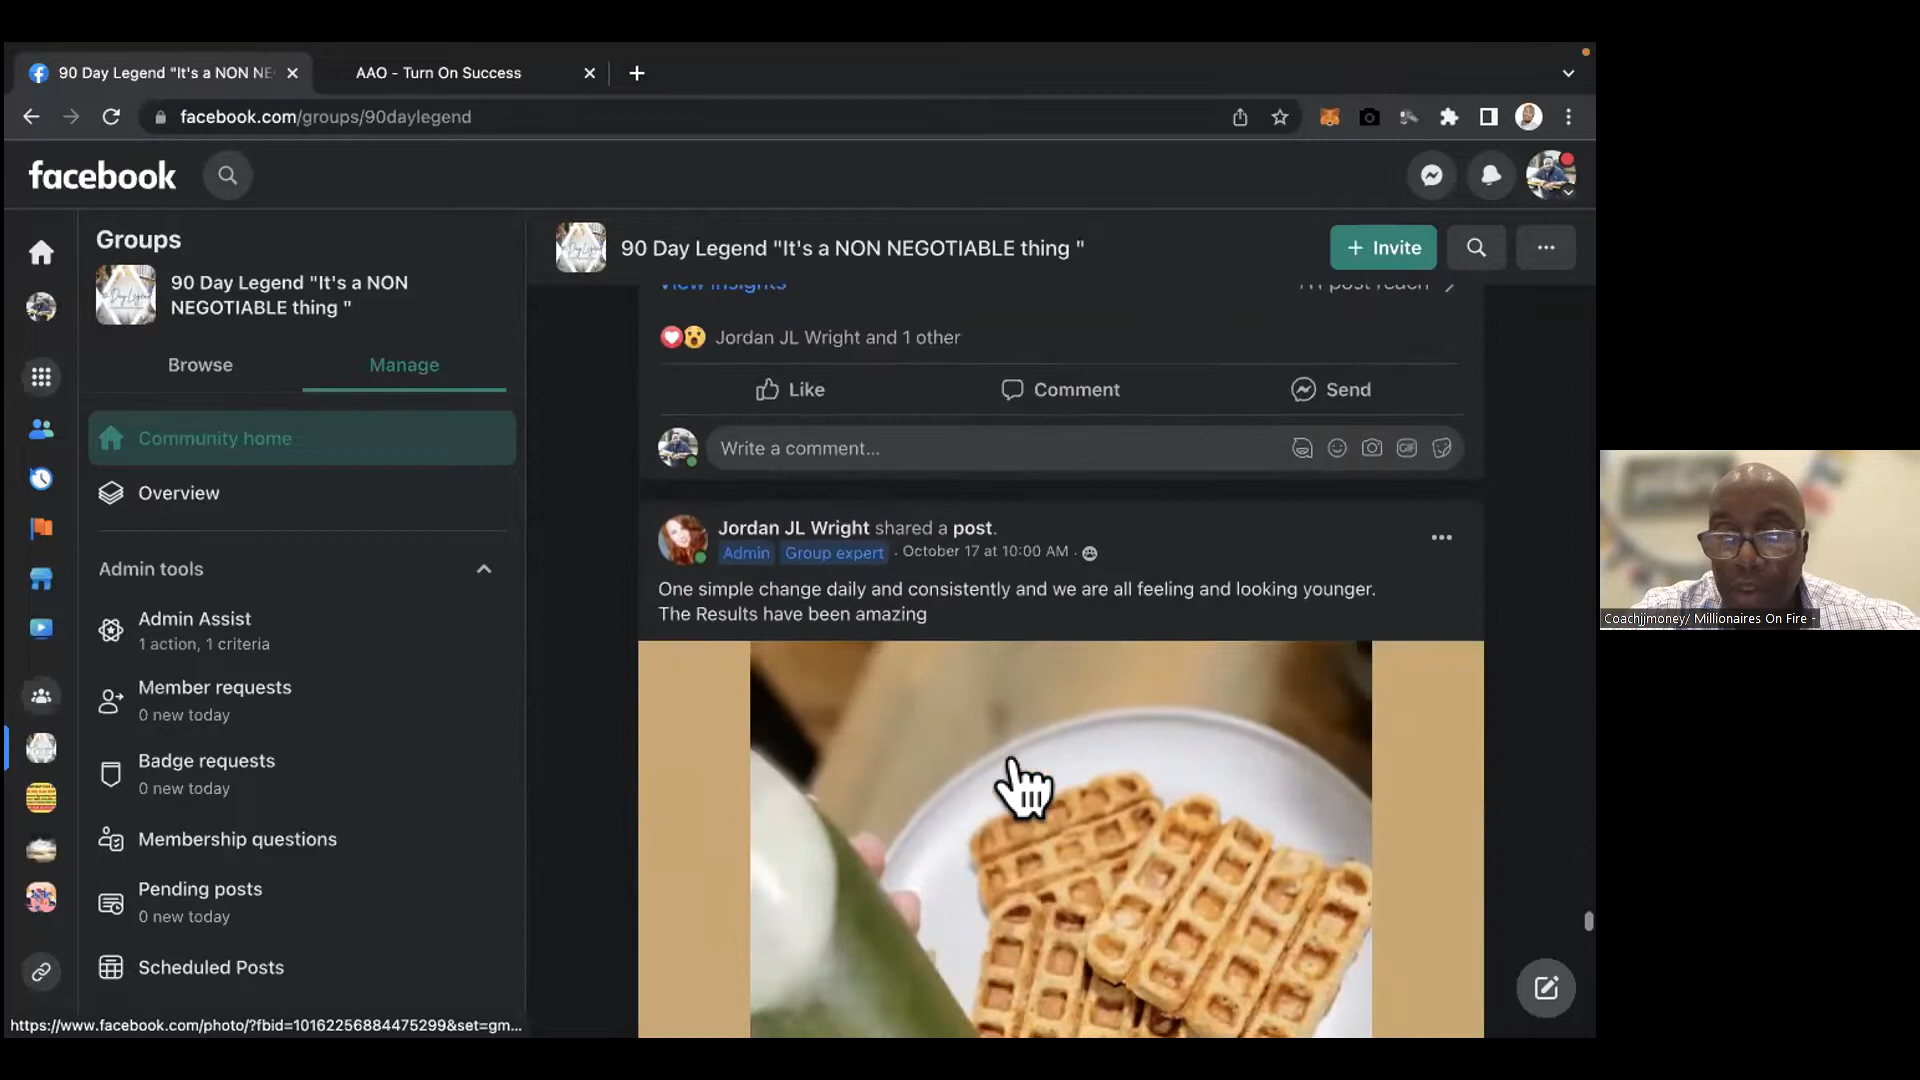 90 Day Legend "It's a NON NE
AAO - Turn On Success
facebook.com/groups/90daylegend
facebook
Groups
90 Day Legend "It's a NON
NEGOTIABLE thing "
Browse
Manage
Community home
Overview
Admin tools
Admin Assist
1 action, 1 criteria
Member requests
0 new today
Badge requests
0 new today
Membership questions
Pending posts
0 new today
Scheduled Posts
https://www.facebook.com/photo/?fbid=10162256884475299&set=gm...
90 Day Legend "It's a NON NEGOTIABLE thing "
+ Invite
View insights
post reach
Jordan JL Wright and 1 other
Like
Comment
Send
Write a comment...
GIF
Jordan JL Wright shared a post.
Admin Group expert · October 17 at 10:00 AM ·
One simple change daily and consistently and we are all feeling and looking younger.
The Results have been amazing
Coachjjmoney/ Millionaires On Fire -